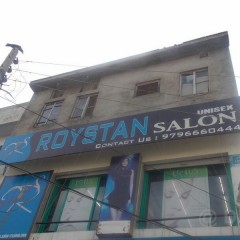 ROYSTAN UNISEX SALON
CONTACT US : 9796660444